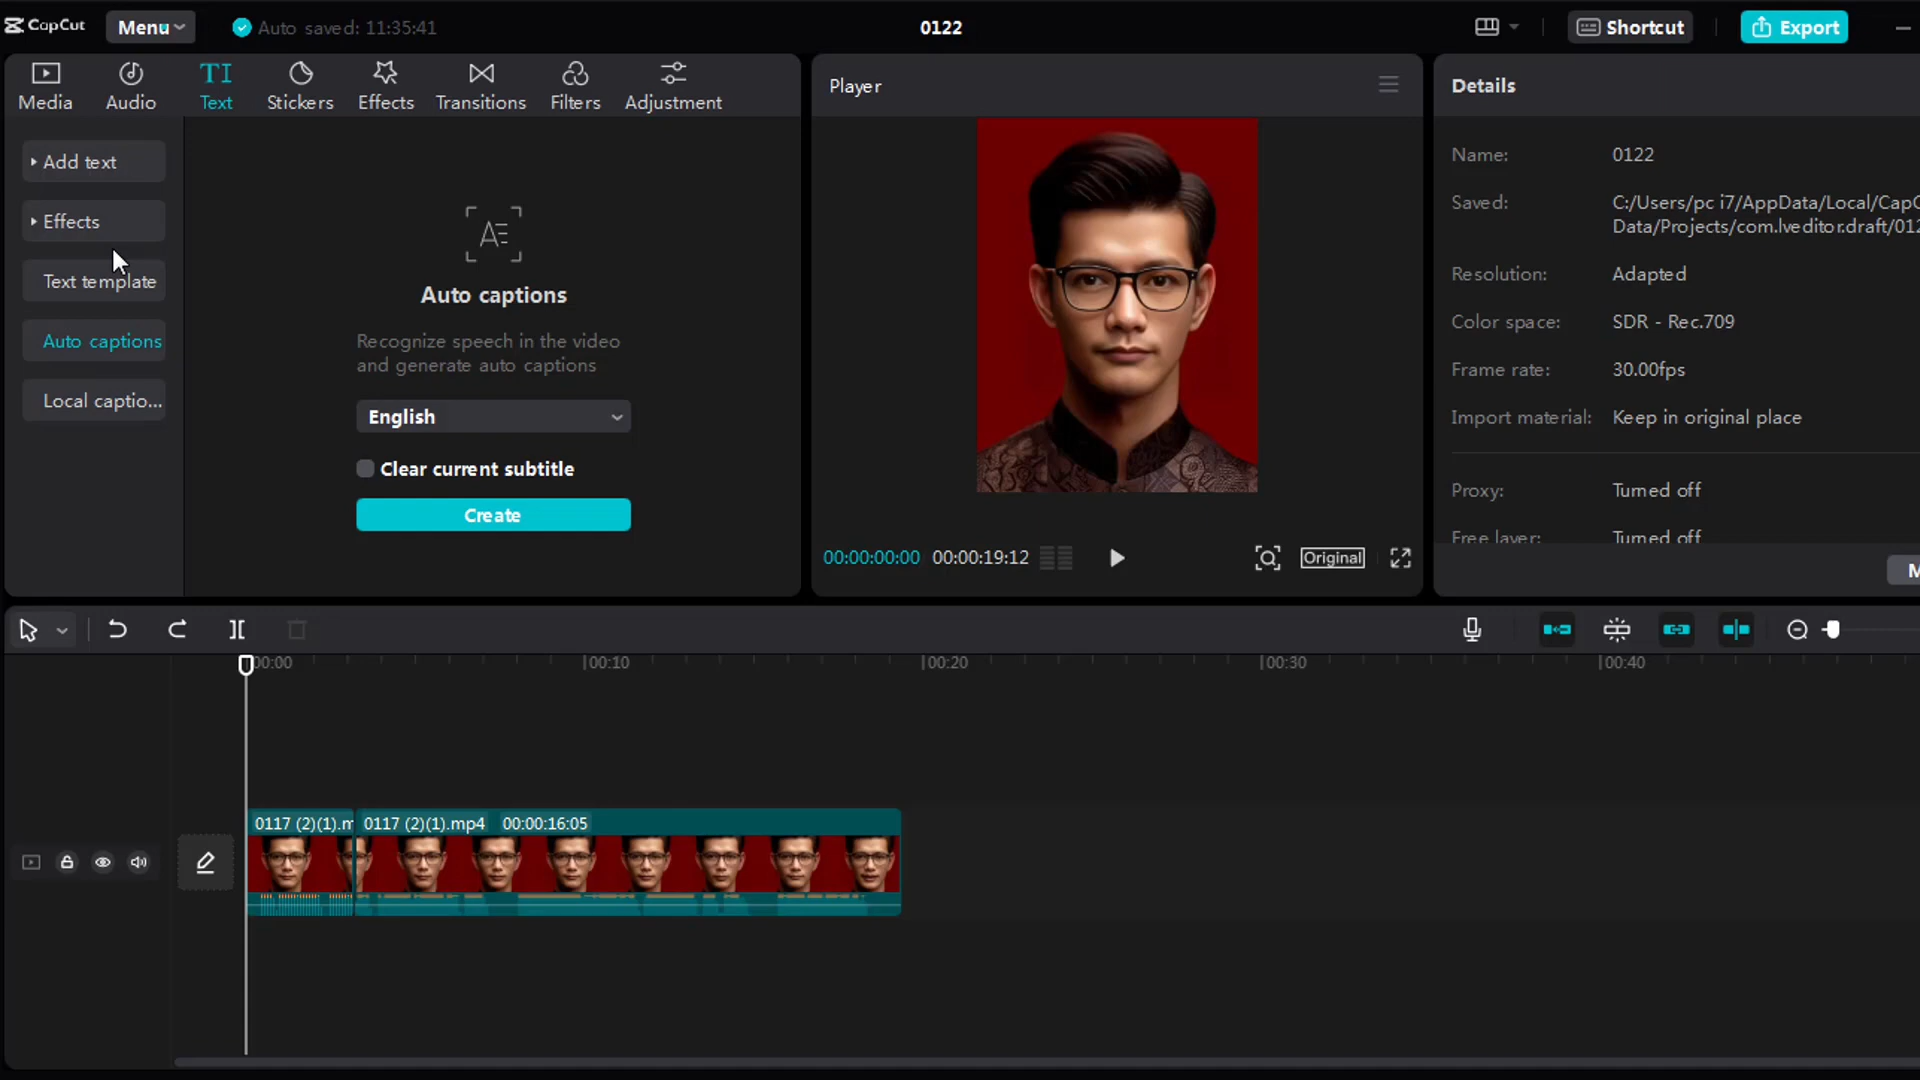 CapCut Menu Auto saved: 11:35:41 0122 Shortcut Export
Media Audio Text Stickers Effects Transitions Filters Adjustment
Add text
Effects
Text template
Auto captions
Local captio...
Auto captions
Recognize speech in the video
and generate auto captions
English
Clear current subtitle
Create
Player
00:00:00:00 00:00:19:12 Original
Details
Name: 0122
Saved: C:/Users/pc i7/AppData/Local/CapC
Data/Projects/com.lveditor.draft/012
Resolution: Adapted
Color space: SDR - Rec.709
Frame rate: 30.00fps
Import material: Keep in original place
Proxy: Turned off
Free layer: Turned off
M
00:00 00:10 00:20 00:30 00:40
0117 (2)(1).m 0117 (2)(1).mp4 00:00:16:05